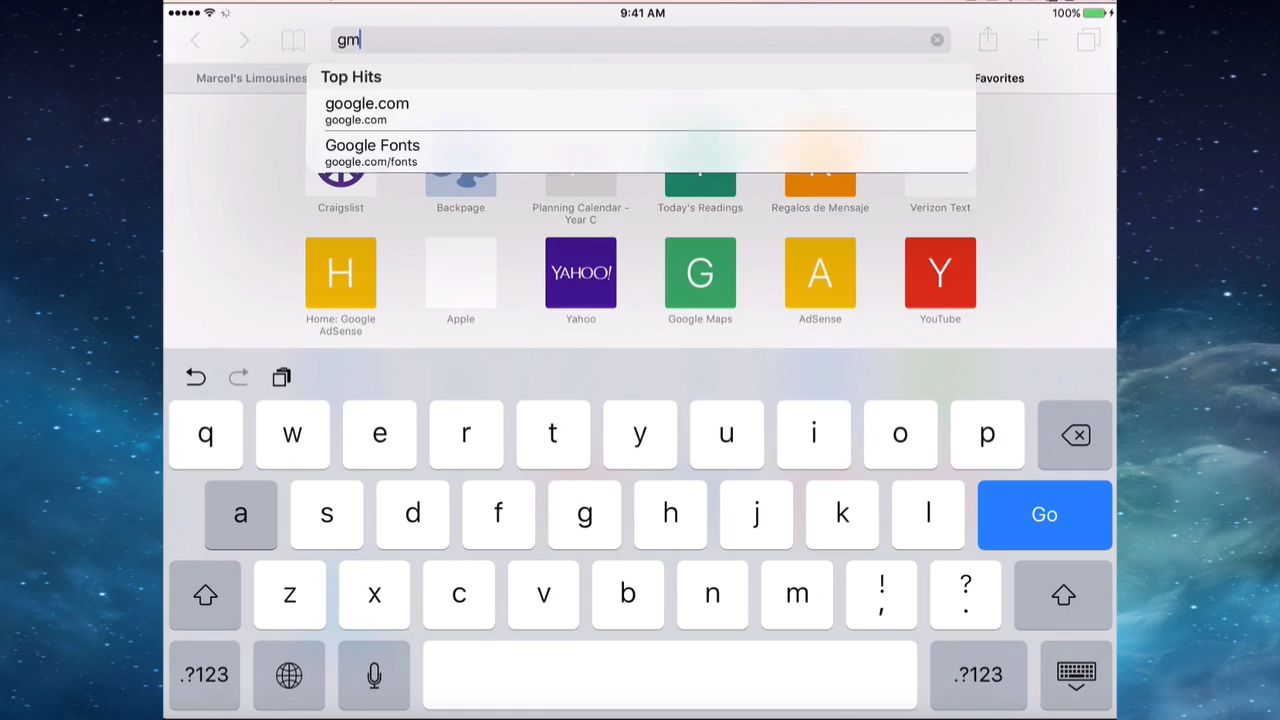 9:41 AM
100%
gm
Marcel's Limousines
Favorites
Top Hits
google.com
google.com
Google Fonts
google.com/fonts
Craigslist
Backpage
Planning Calendar -
Year C
Today's Readings
Regalos de Mensaje
Verizon Text
H
YAHOO!
G
A
Y
Home: Google
AdSense
Apple
Yahoo
Google Maps
AdSense
YouTube
q w e r t y u i o p
a s d f g h j k l Go
z x c v b n m ! , ? .
.?123 .?123